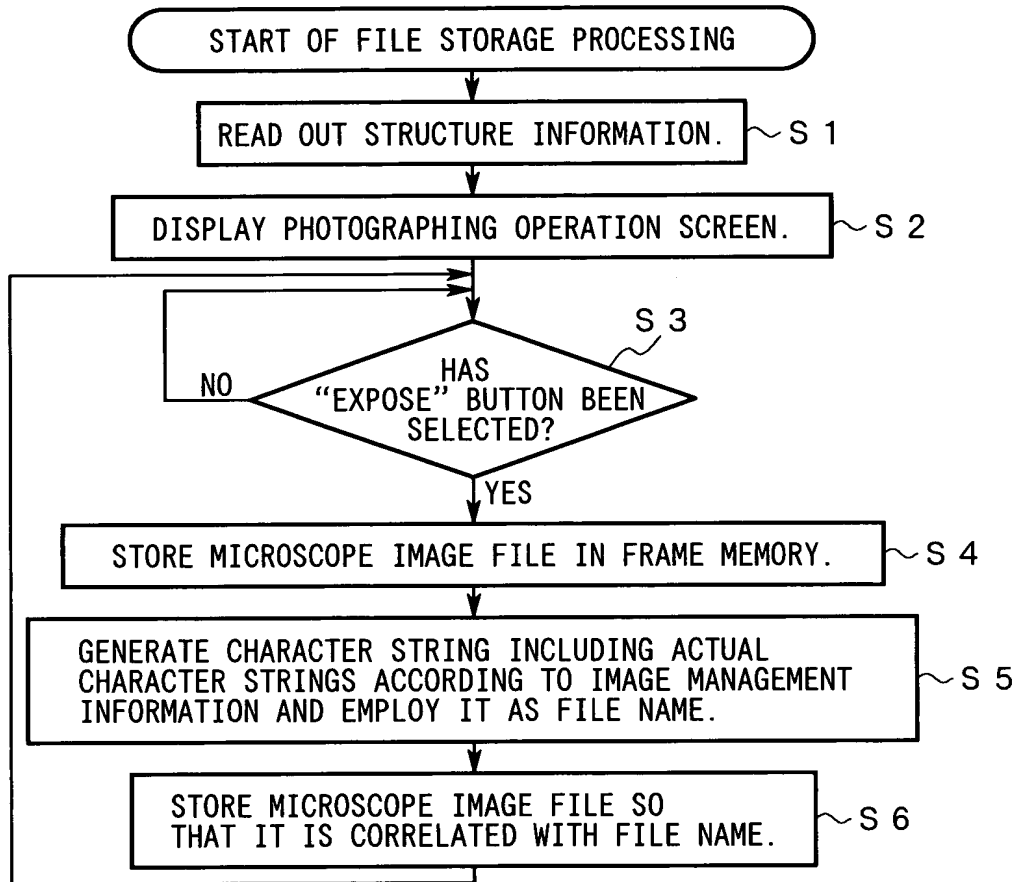 START OF FILE STORAGE PROCESSING
READ OUT STRUCTURE INFORMATION.
S 1
DISPLAY PHOTOGRAPHING OPERATION SCREEN.
S 2
S 3
HAS
“EXPOSE” BUTTON BEEN
SELECTED?
NO
YES
STORE MICROSCOPE IMAGE FILE IN FRAME MEMORY.
S 4
GENERATE CHARACTER STRING INCLUDING ACTUAL
CHARACTER STRINGS ACCORDING TO IMAGE MANAGEMENT
INFORMATION AND EMPLOY IT AS FILE NAME.
S 5
STORE MICROSCOPE IMAGE FILE SO
THAT IT IS CORRELATED WITH FILE NAME.
S 6